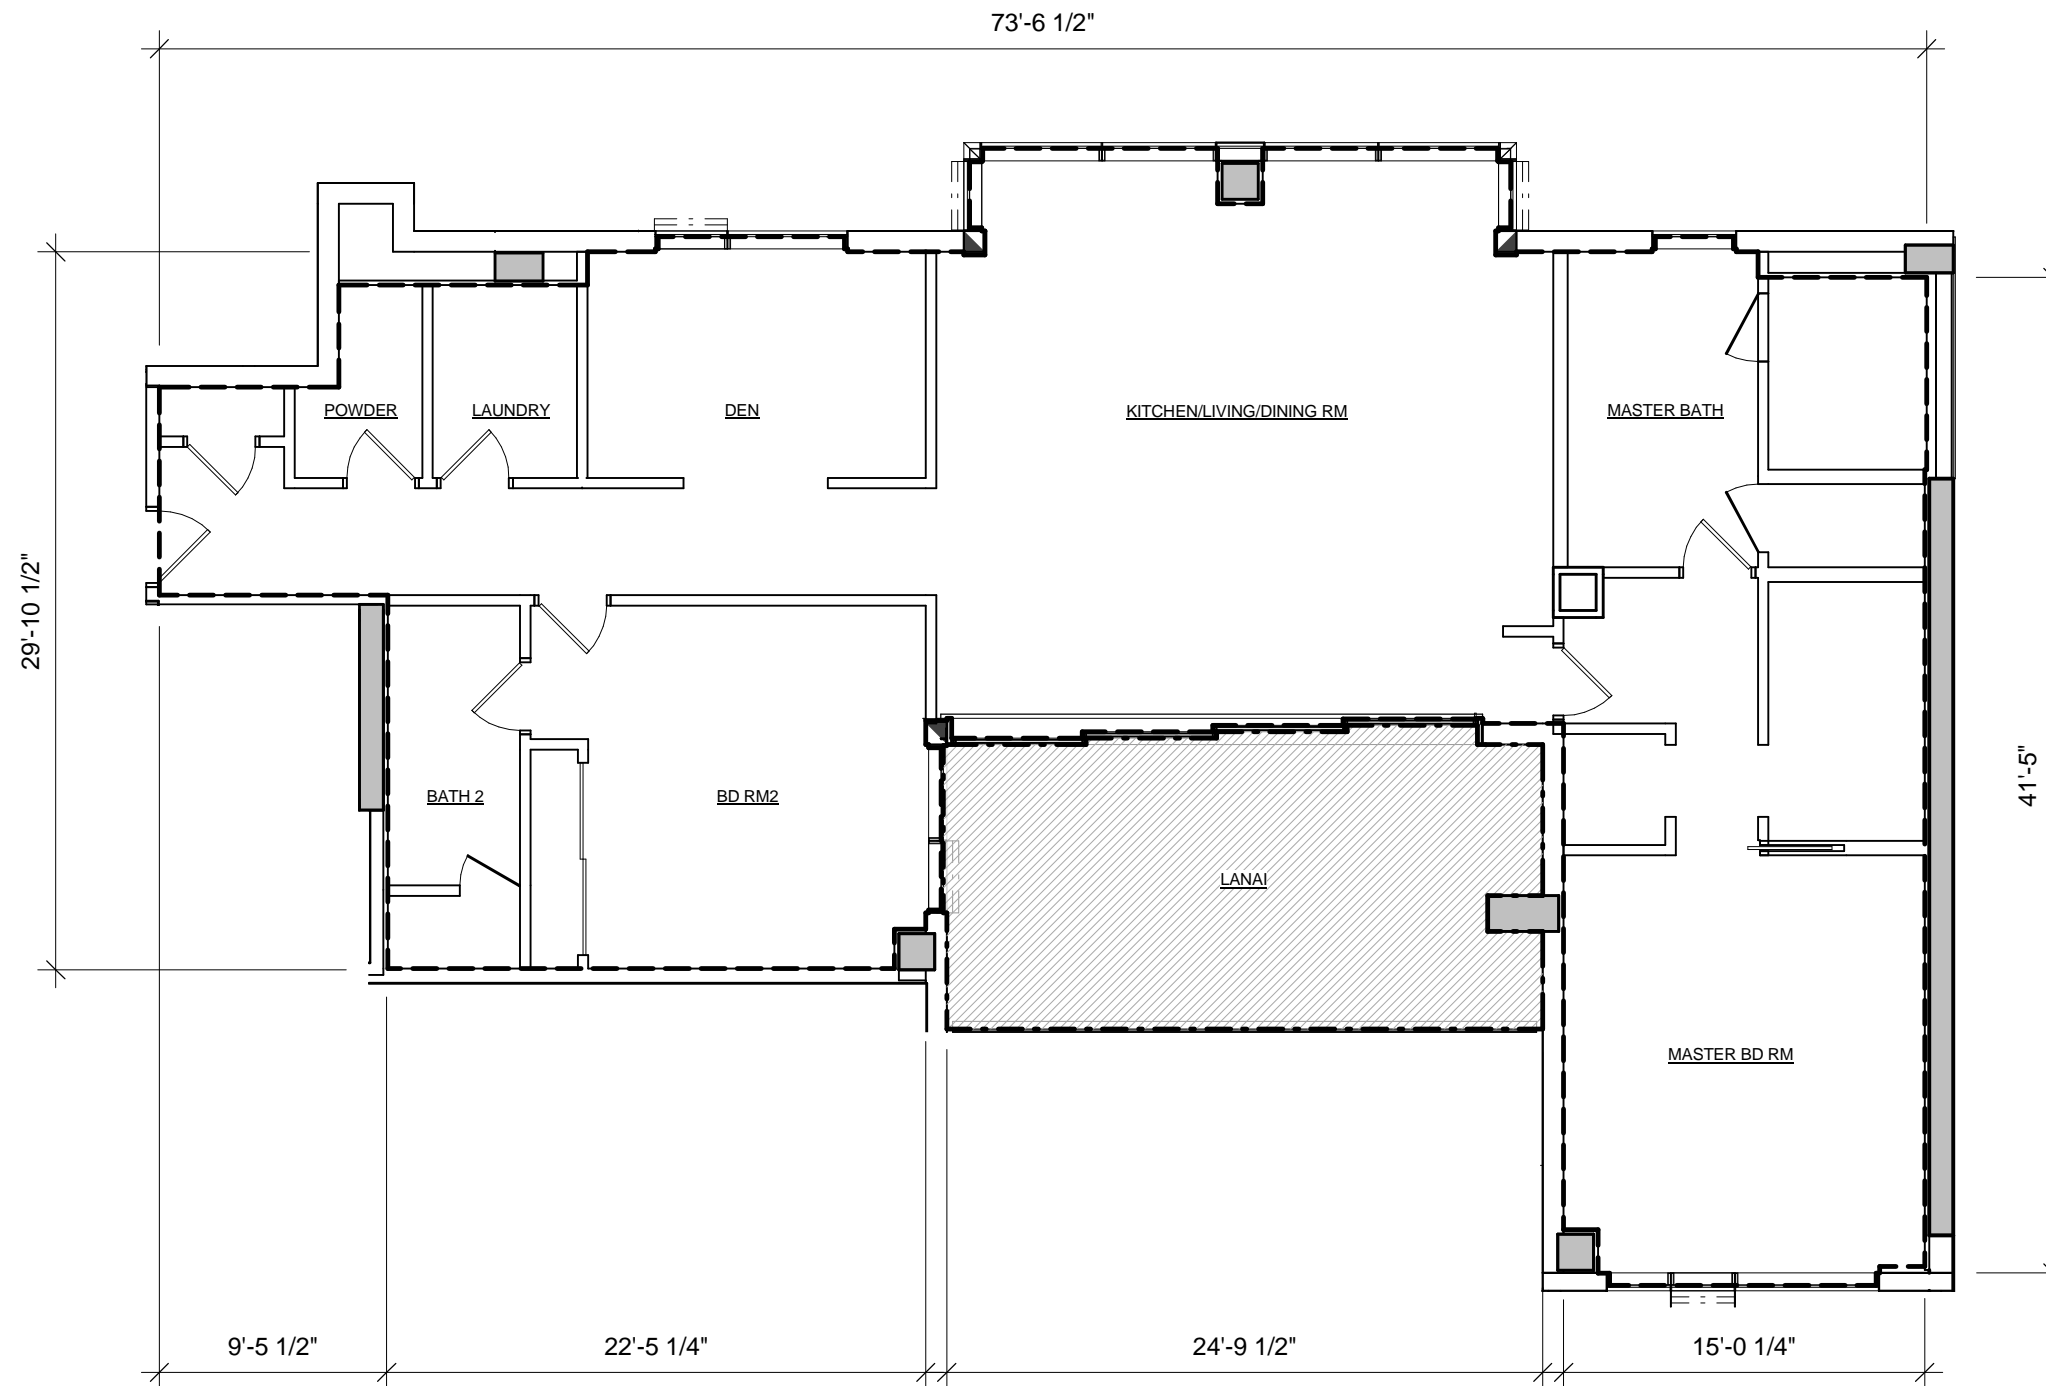 73'-6 1/2"
POWDER
LAUNDRY
DEN
KITCHEN/LIVING/DINING RM
MASTER BATH
29'-10 1/2"
41'-5"
BATH 2
BD RM2
LANAI
MASTER BD RM
9'-5 1/2"
22'-5 1/4"
24'-9 1/2"
15'-0 1/4"